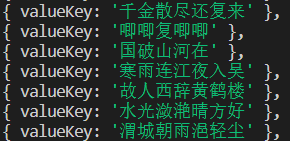 { valueKey: '千金散尽还复来' },
{ valueKey: '唧唧复唧唧' },
{ valueKey: '国破山河在' },
{ valueKey: '寒雨连江夜入吴' },
{ valueKey: '故人西辞黄鹤楼' },
{ valueKey: '水光潋滟晴方好' },
{ valueKey: '渭城朝雨浥轻尘' },